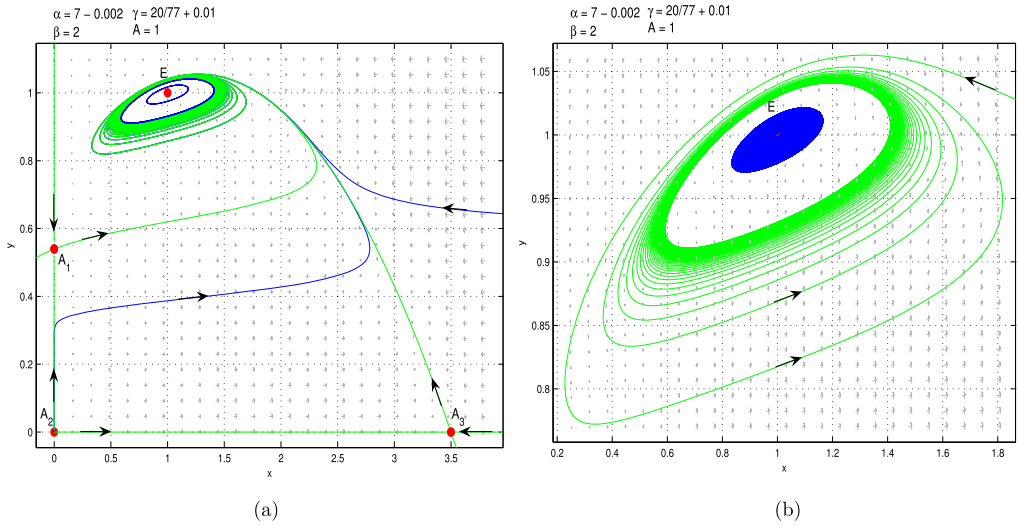 α = 7 − 0.002 γ = 20/77 + 0.01
β = 2 A = 1
E
1
0.8
0.6
0.4
0.2
0
y
A1
A2
A3
0 0.5 1 1.5 2 2.5 3 3.5
x
(a)
α = 7 − 0.002 γ = 20/77 + 0.01
β = 2 A = 1
1.05
E
1
0.95
0.9
0.85
0.8
y
0.2 0.4 0.6 0.8 1 1.2 1.4 1.6 1.8
x
(b)